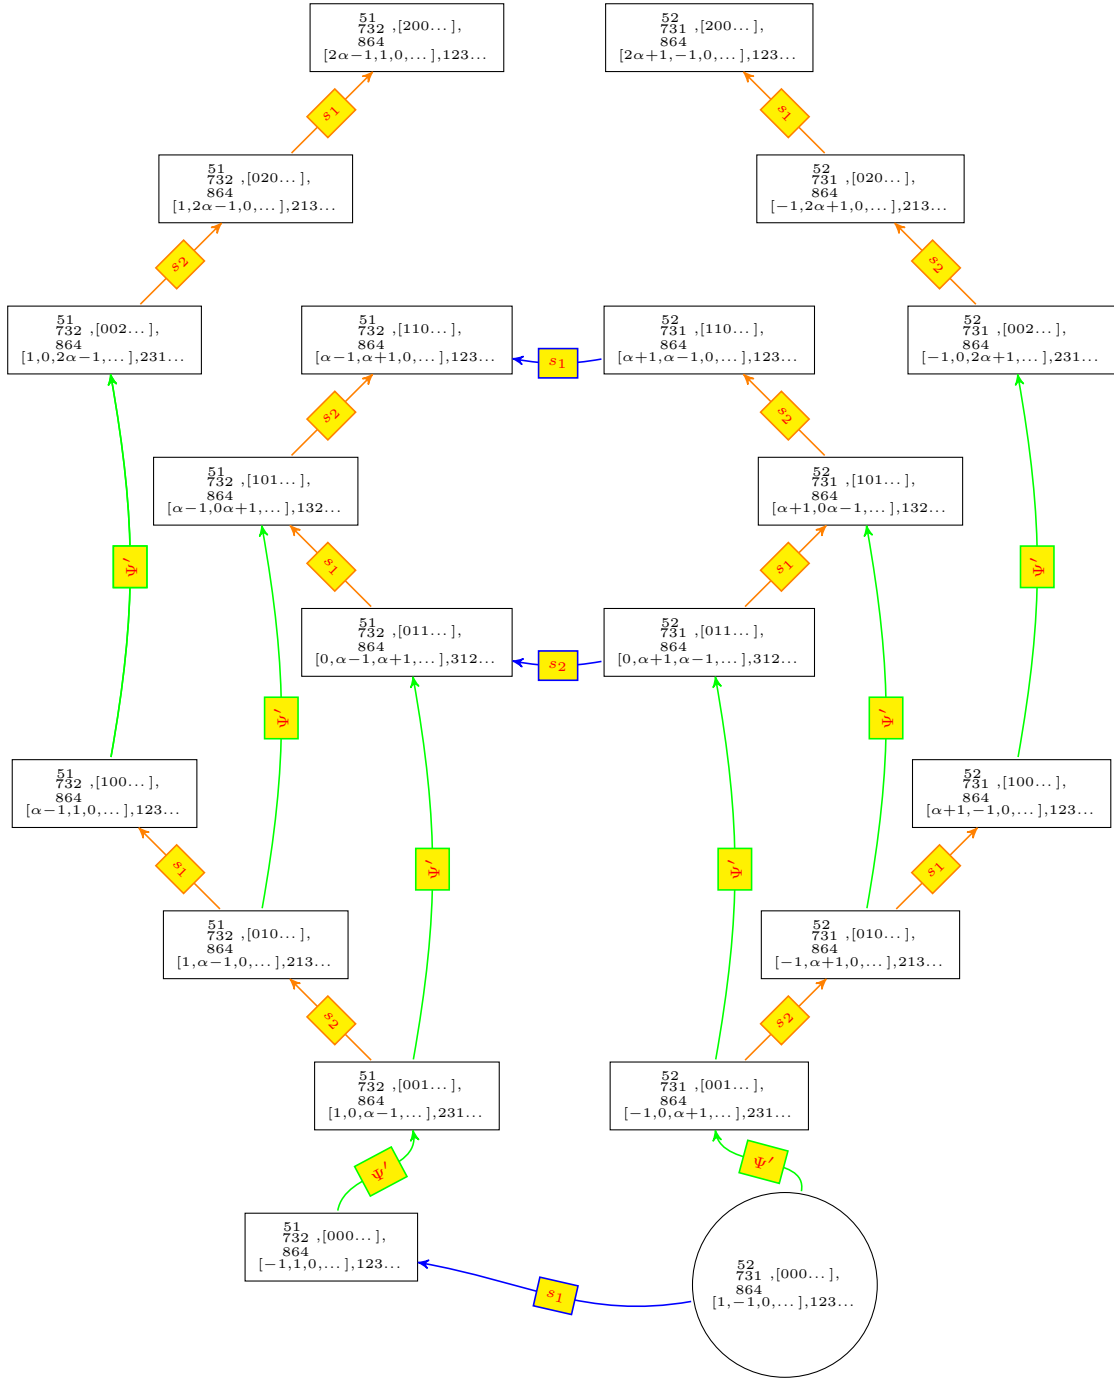 51
732 ,[200...],
864
[2α−1,1,0,...],123...
52
731 ,[200...],
864
[2α+1,−1,0,...],123...
s1
s1
51
732 ,[020...],
864
[1,2α−1,0,...],213...
52
731 ,[020...],
864
[−1,2α+1,0,...],213...
s2
s2
51
732 ,[002...],
864
[1,0,2α−1,...],231...
51
732 ,[110...],
864
[α−1,α+1,0,...],123...
s1
52
731 ,[110...],
864
[α+1,α−1,0,...],123...
52
731 ,[002...],
864
[−1,0,2α+1,...],231...
s2
s2
51
732 ,[101...],
864
[α−1,0α+1,...],132...
52
731 ,[101...],
864
[α+1,0α−1,...],132...
Ψ′
s1
s1
Ψ′
51
732 ,[011...],
864
[0,α−1,α+1,...],312...
s2
52
731 ,[011...],
864
[0,α+1,α−1,...],312...
Ψ′
Ψ′
51
732 ,[100...],
864
[α−1,1,0,...],123...
52
731 ,[100...],
864
[α+1,−1,0,...],123...
s1
Ψ′
Ψ′
s1
51
732 ,[010...],
864
[1,α−1,0,...],213...
52
731 ,[010...],
864
[−1,α+1,0,...],213...
s2
s2
51
732 ,[001...],
864
[1,0,α−1,...],231...
52
731 ,[001...],
864
[−1,0,α+1,...],231...
Ψ′
Ψ′
51
732 ,[000...],
864
[−1,1,0,...],123...
52
731 ,[000...],
864
[1,−1,0,...],123...
s1